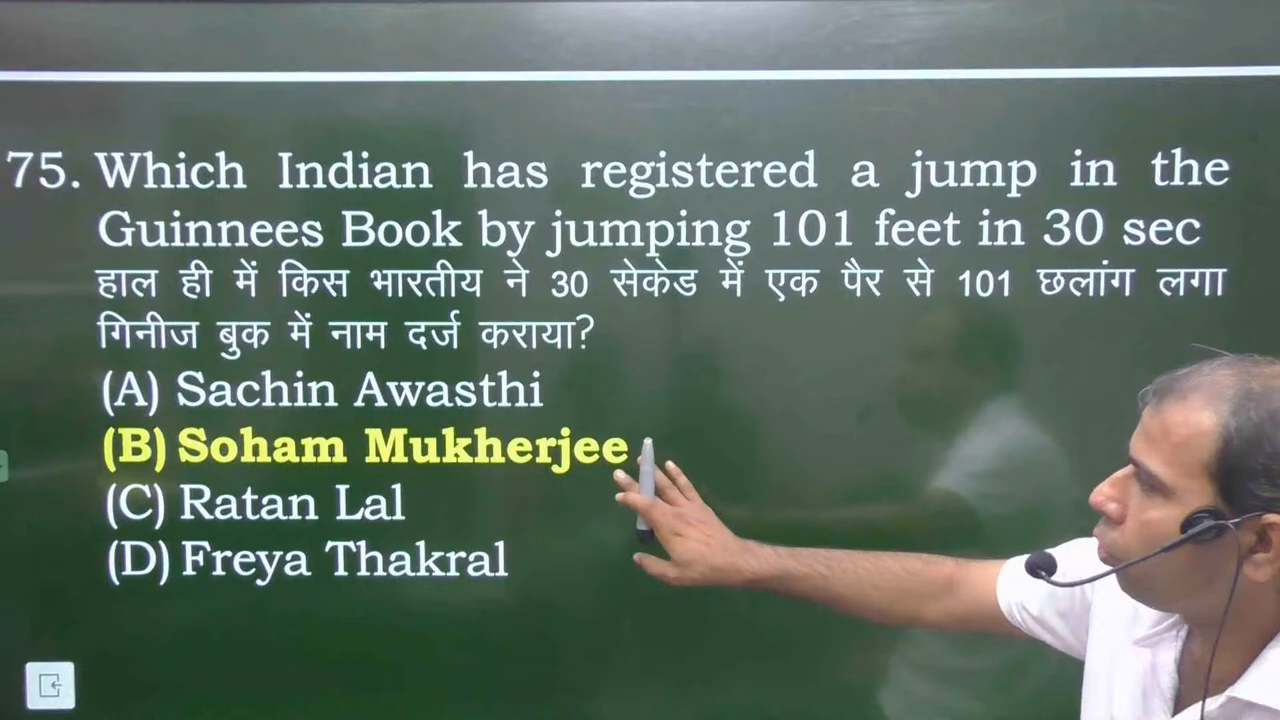 75. Which Indian has registered a jump in the
Guinnees Book by jumping 101 feet in 30 sec
हाल ही में किस भारतीय ने 30 सेकेड में एक पैर से 101 छलांग लगा
गिनीज बुक में नाम दर्ज कराया?
(A) Sachin Awasthi
(B) Soham Mukherjee
(C) Ratan Lal
(D) Freya Thakral